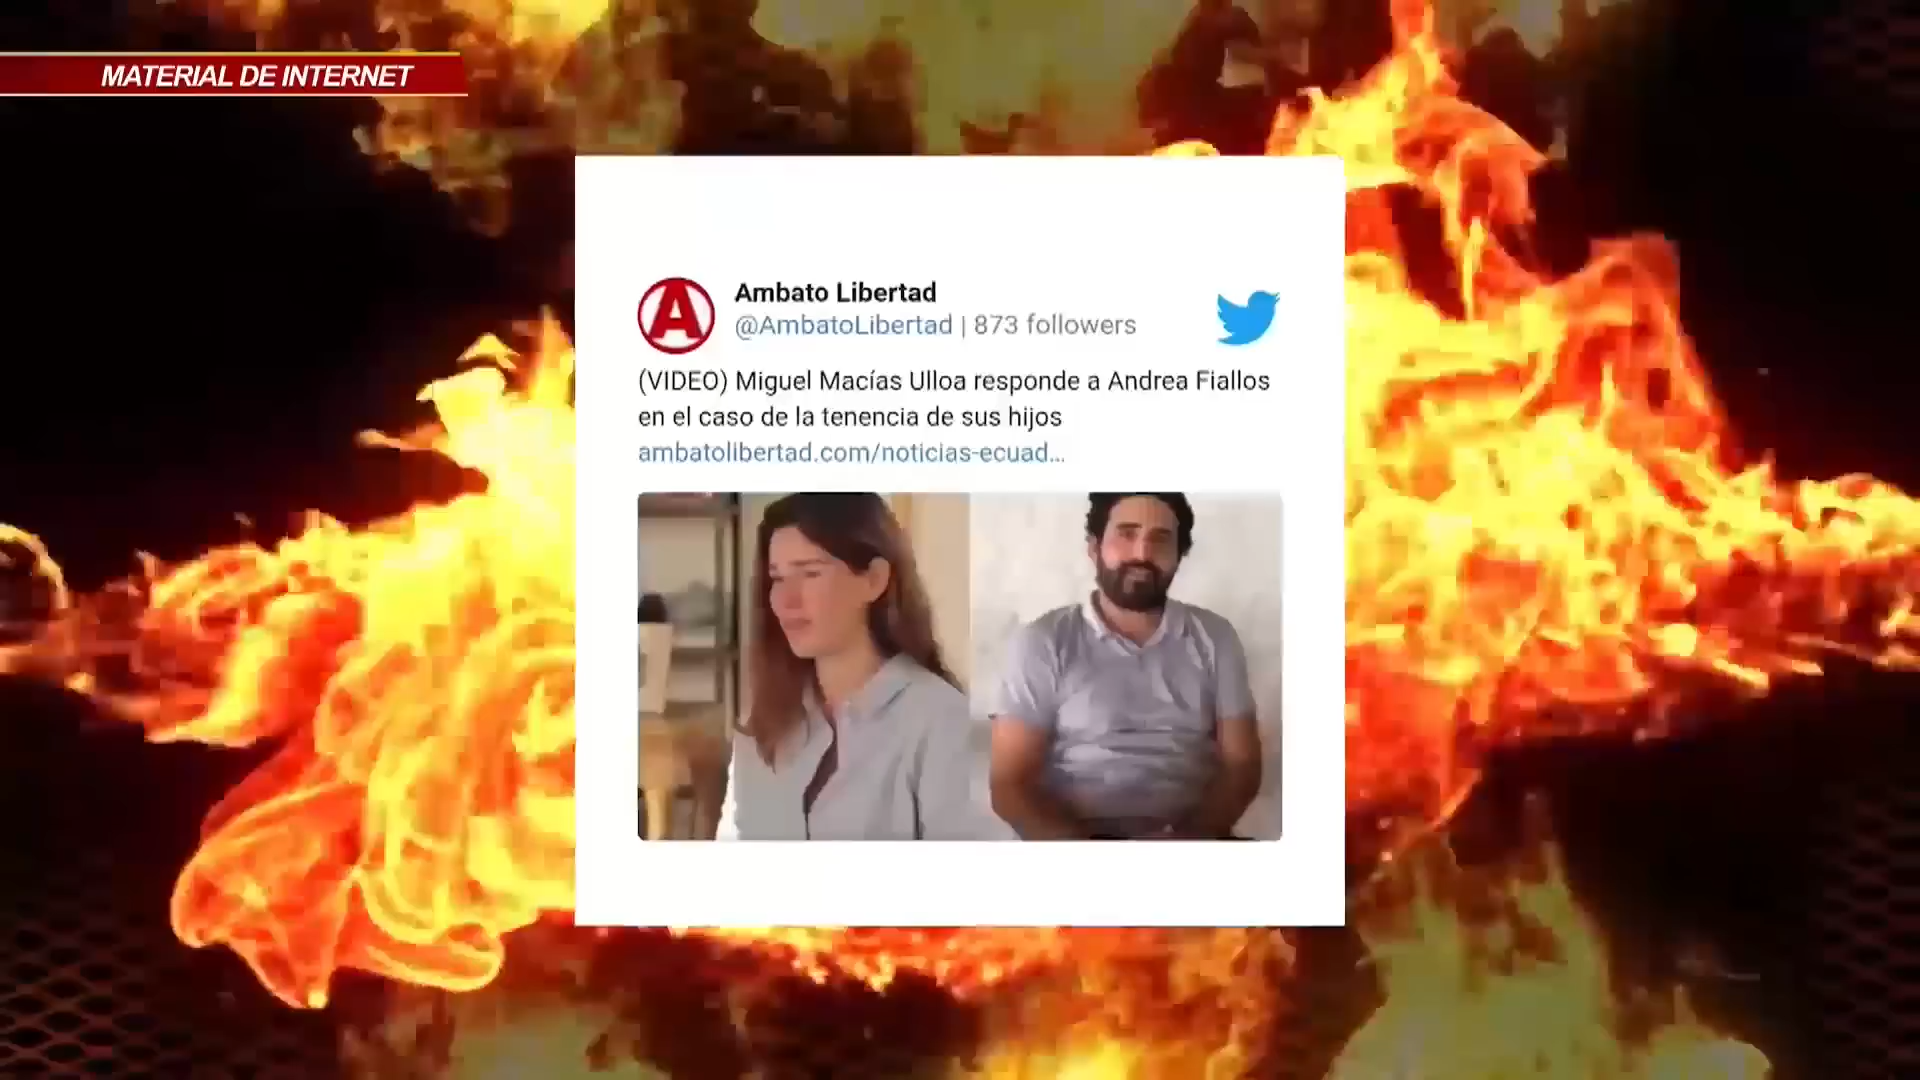 MATERIAL DE INTERNET
A
Ambato Libertad
@AmbatoLibertad | 873 followers
(VIDEO) Miguel Macías Ulloa responde a Andrea Fiallos
en el caso de la tenencia de sus hijos
ambatolibertad.com/noticias-ecuad...